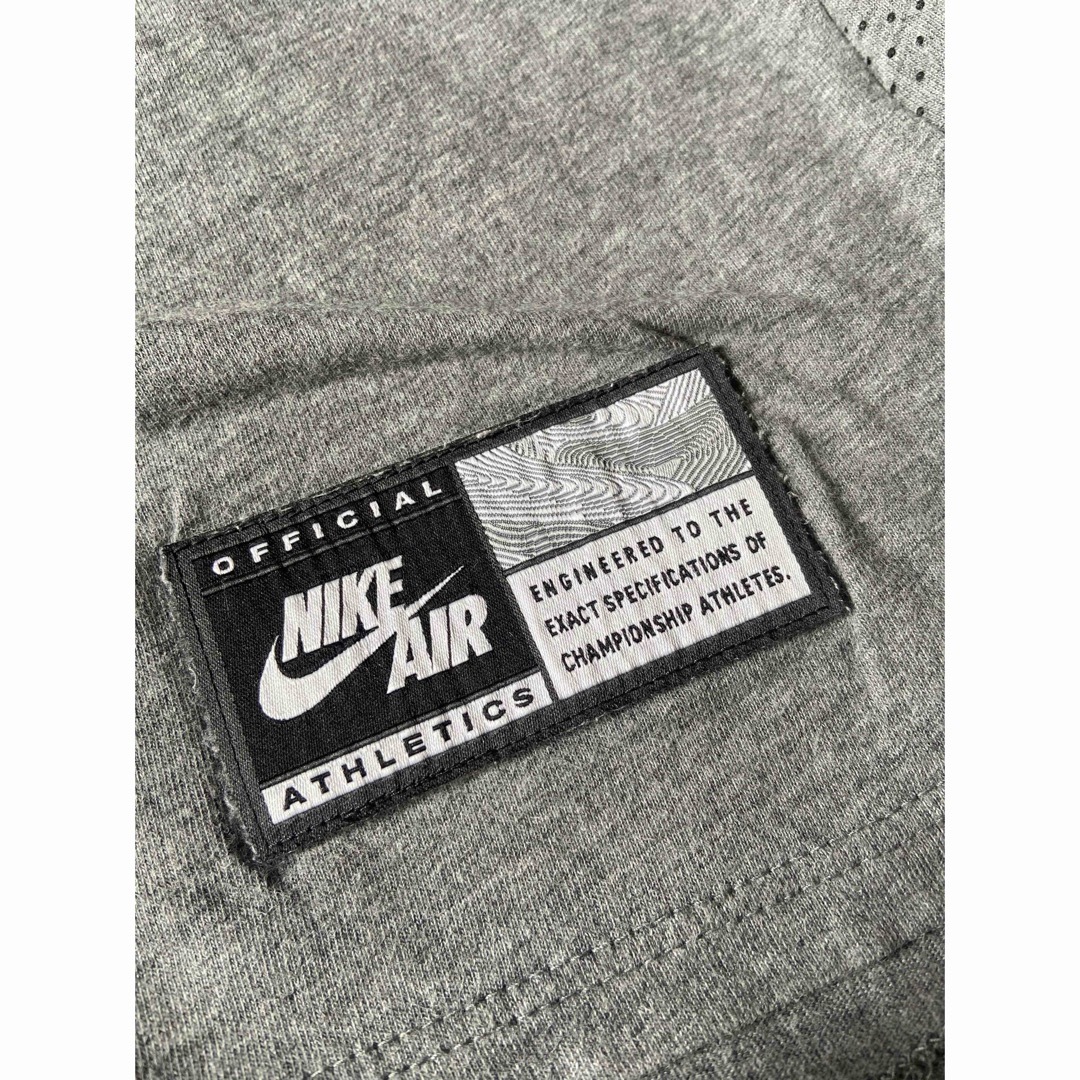 OFFICIAL
NIKE
AIR
ATHLETICS
ENGINEERED TO THE
EXACT SPECIFICATIONS OF
CHAMPIONSHIP ATHLETES.